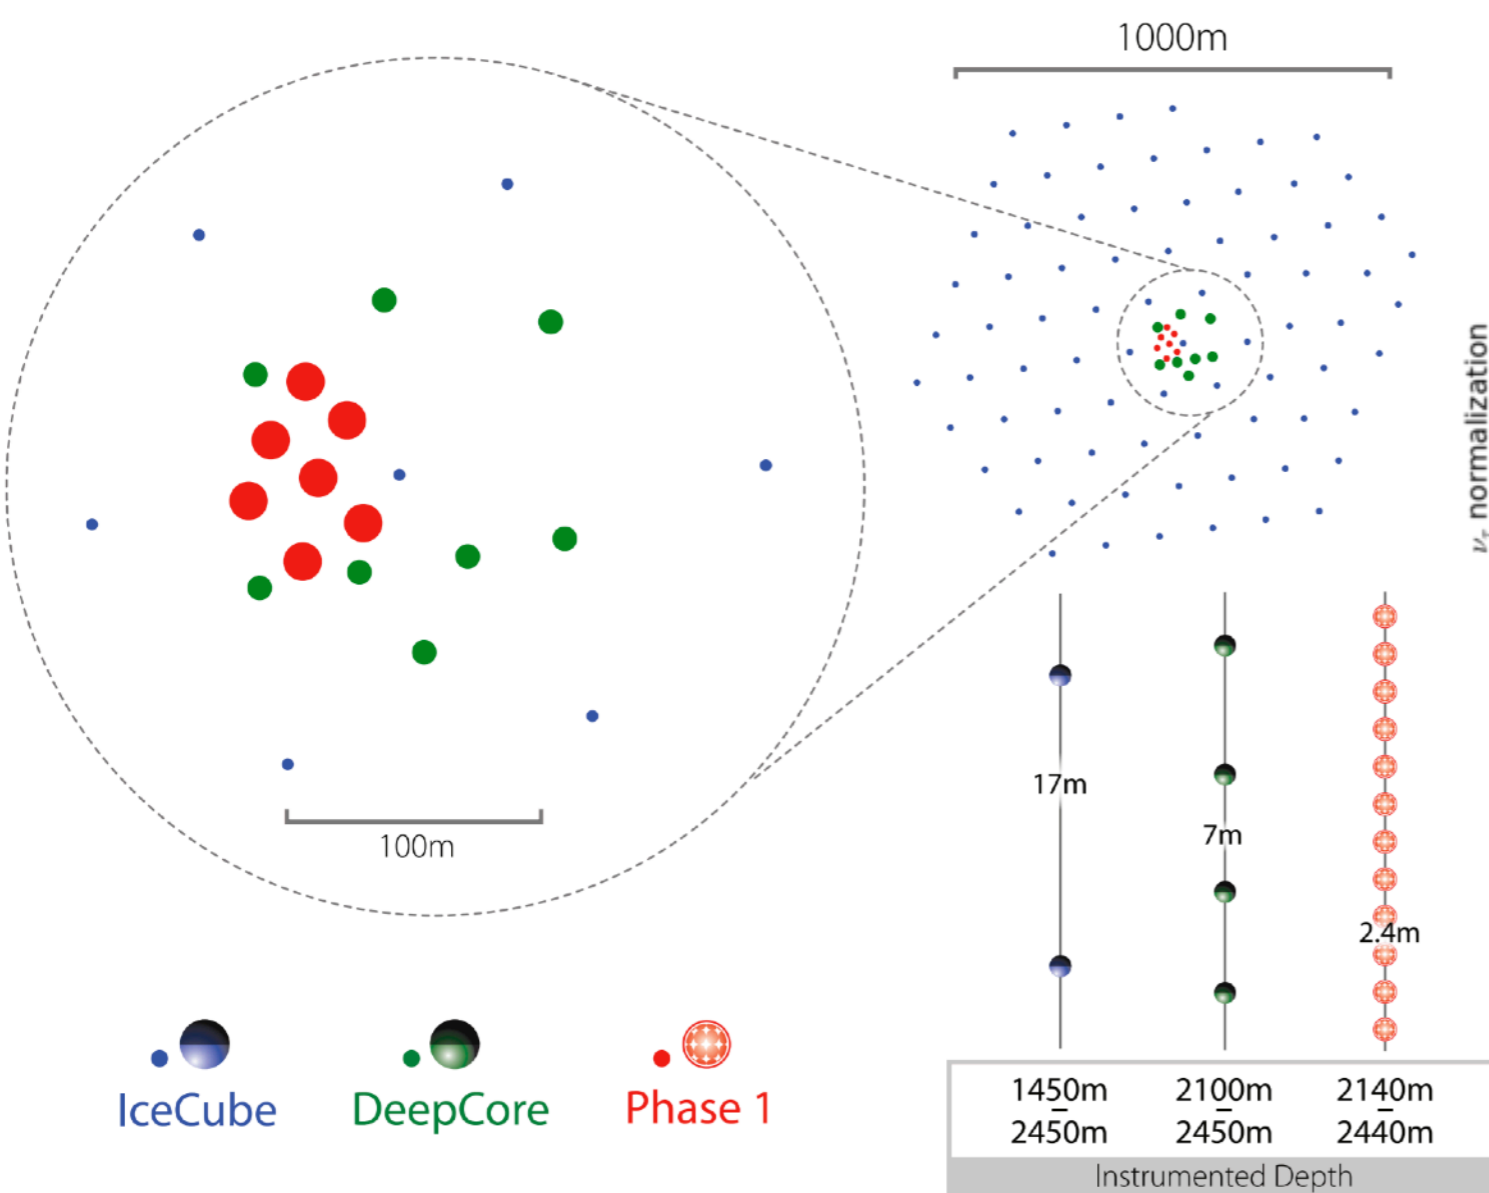 1000m
100m
ντ normalization
17m
7m
2.4m
IceCube
DeepCore
Phase 1
1450m
–
2450m
2100m
–
2450m
2140m
–
2440m
Instrumented Depth